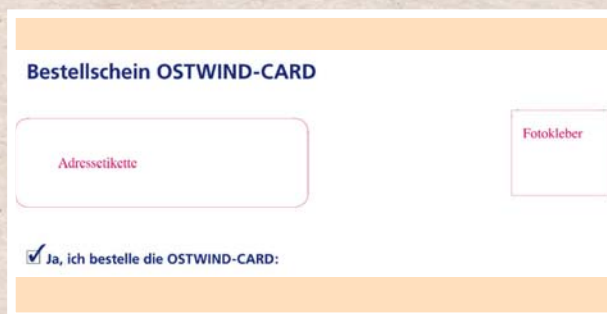 Bestellschein OSTWIND-CARD
Fotokleber
Adressetikette
Ja, ich bestelle die OSTWIND-CARD: